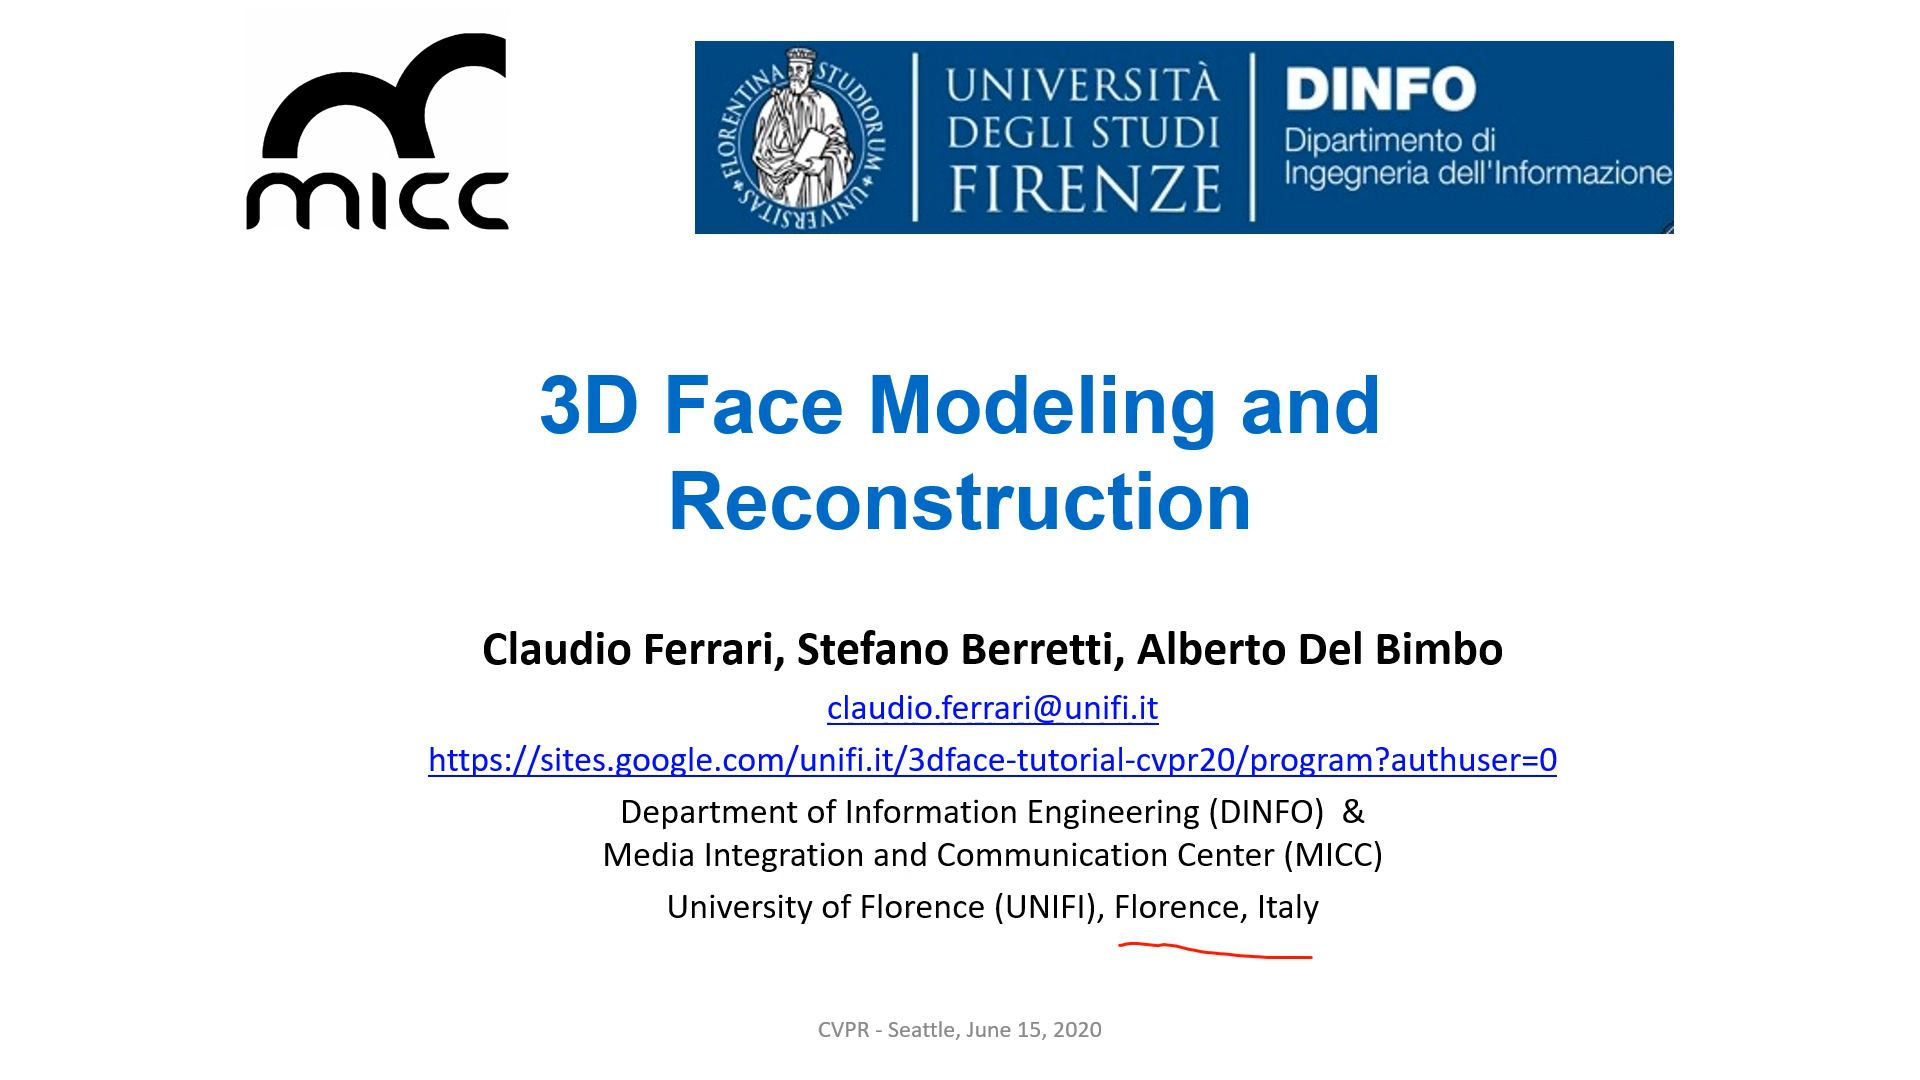 micc
FLORENTINA STUDIORUM UNIVERSITAS
UNIVERSITÀ
DEGLI STUDI
FIRENZE
DINFO
Dipartimento di
Ingegneria dell'Informazione
3D Face Modeling and
Reconstruction
Claudio Ferrari, Stefano Berretti, Alberto Del Bimbo
claudio.ferrari@unifi.it
https://sites.google.com/unifi.it/3dface-tutorial-cvpr20/program?authuser=0
Department of Information Engineering (DINFO) &
Media Integration and Communication Center (MICC)
University of Florence (UNIFI), Florence, Italy
CVPR - Seattle, June 15, 2020